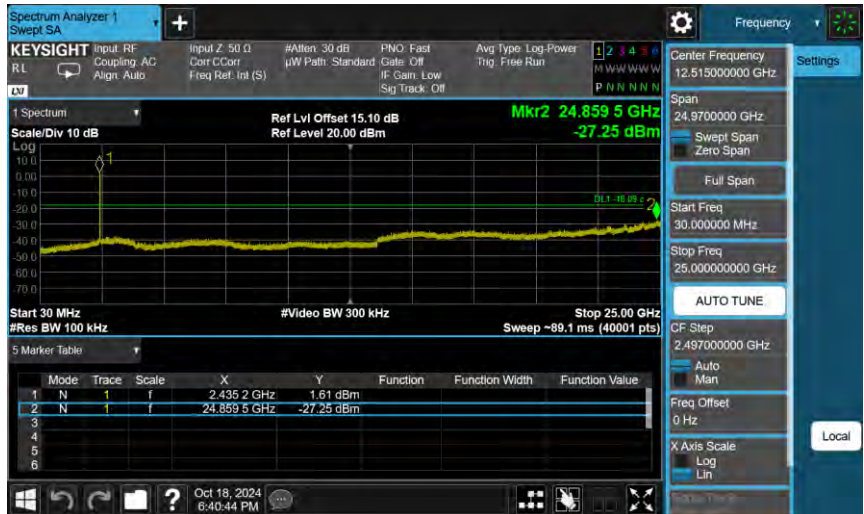 Spectrum Analyzer 1
Swept SA
+
Frequency
KEYSIGHT Input: RF Input Z: 50 Ω #Atten: 30 dB PNO: Fast Avg Type: Log-Power 1 2 3 4 5 6
RL Coupling: AC Corr CCorr µW Path: Standard Gate: Off Trig: Free Run M W W W W W
Align: Auto Freq Ref: Int (S) IF Gain: Low
LXI Sig Track: Off P N N N N N
1 Spectrum
Ref Lvl Offset 15.10 dB
Mkr2 24.859 5 GHz
Scale/Div 10 dB
Ref Level 20.00 dBm
-27.25 dBm
Log
10.0
1
0.00
-10.0
-20.0
2
-30.0
-40.0
-50.0
-60.0
-70.0
Start 30 MHz #Video BW 300 kHz Stop 25.00 GHz
#Res BW 100 kHz Sweep ~89.1 ms (40001 pts)
5 Marker Table
Mode Trace Scale X Y Function Function Width Function Value
1 N 1 f 2.435 2 GHz 1.61 dBm
2 N 1 f 24.859 5 GHz -27.25 dBm
3
4
5
6
?
Oct 18, 2024
6:40:44 PM
Center Frequency
12.515000000 GHz
Settings
Span
24.9700000 GHz
Swept Span
Zero Span
Full Span
Start Freq
30.000000 MHz
Stop Freq
25.000000000 GHz
AUTO TUNE
CF Step
2.497000000 GHz
Auto
Man
Freq Offset
0 Hz
X Axis Scale
Log
Lin
Local